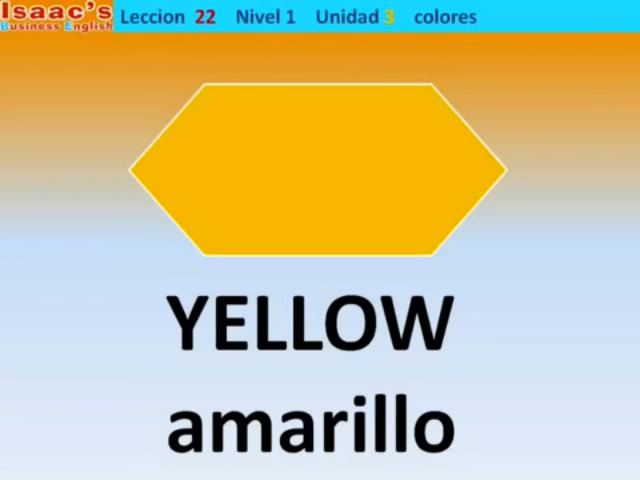 Isaac's
Business English
Leccion 22 Nivel 1 Unidad 3 colores
YELLOW
amarillo